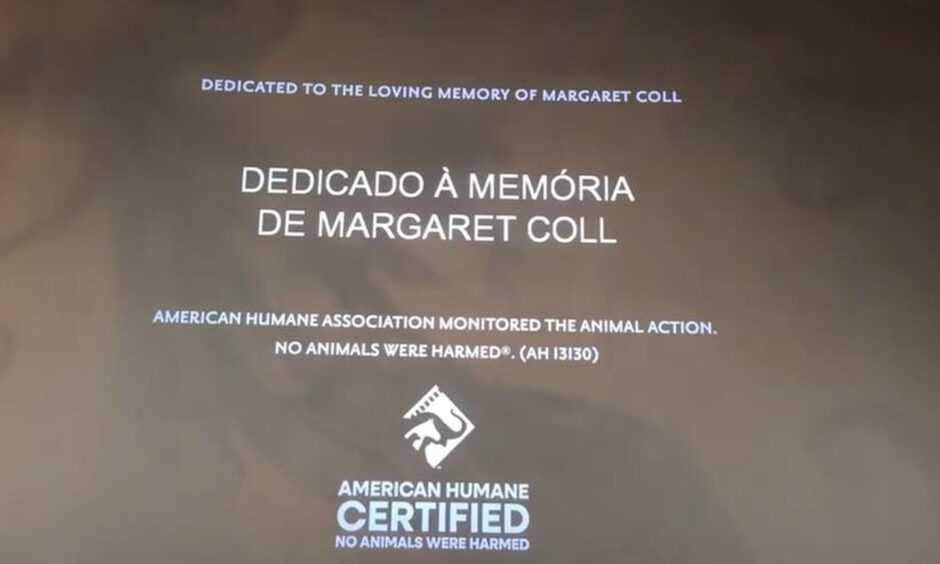 DEDICATED TO THE LOVING MEMORY OF MARGARET COLL
DEDICADO À MEMÓRIA
DE MARGARET COLL
AMERICAN HUMANE ASSOCIATION MONITORED THE ANIMAL ACTION.
NO ANIMALS WERE HARMED®. (AH 13130)
AMERICAN HUMANE
CERTIFIED
NO ANIMALS WERE HARMED